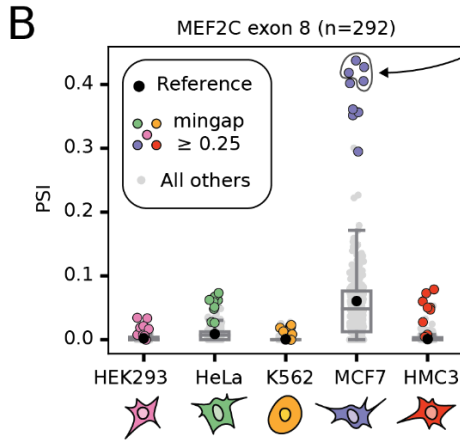 B
MEF2C exon 8 (n=292)
Reference
mingap
≥ 0.25
All others
PSI
0.4
0.3
0.2
0.1
0.0
HEK293 HeLa K562 MCF7 HMC3